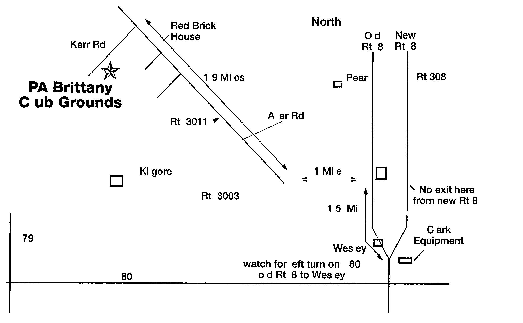 Red Brick
House
North
Old New
Rt 8 Rt 8
Kerr Rd
PA Brittany
C ub Grounds
1 9 Mi es
Pear
Rt 308
Rt 3011
A er Rd
Ki gore
1 Mi e
Rt 3003
No exit here
from new Rt 8
1 5 Mi
C ark
Equipment
79
Wes ey
watch for eft turn on 80
o d Rt 8 to Wes ey
80